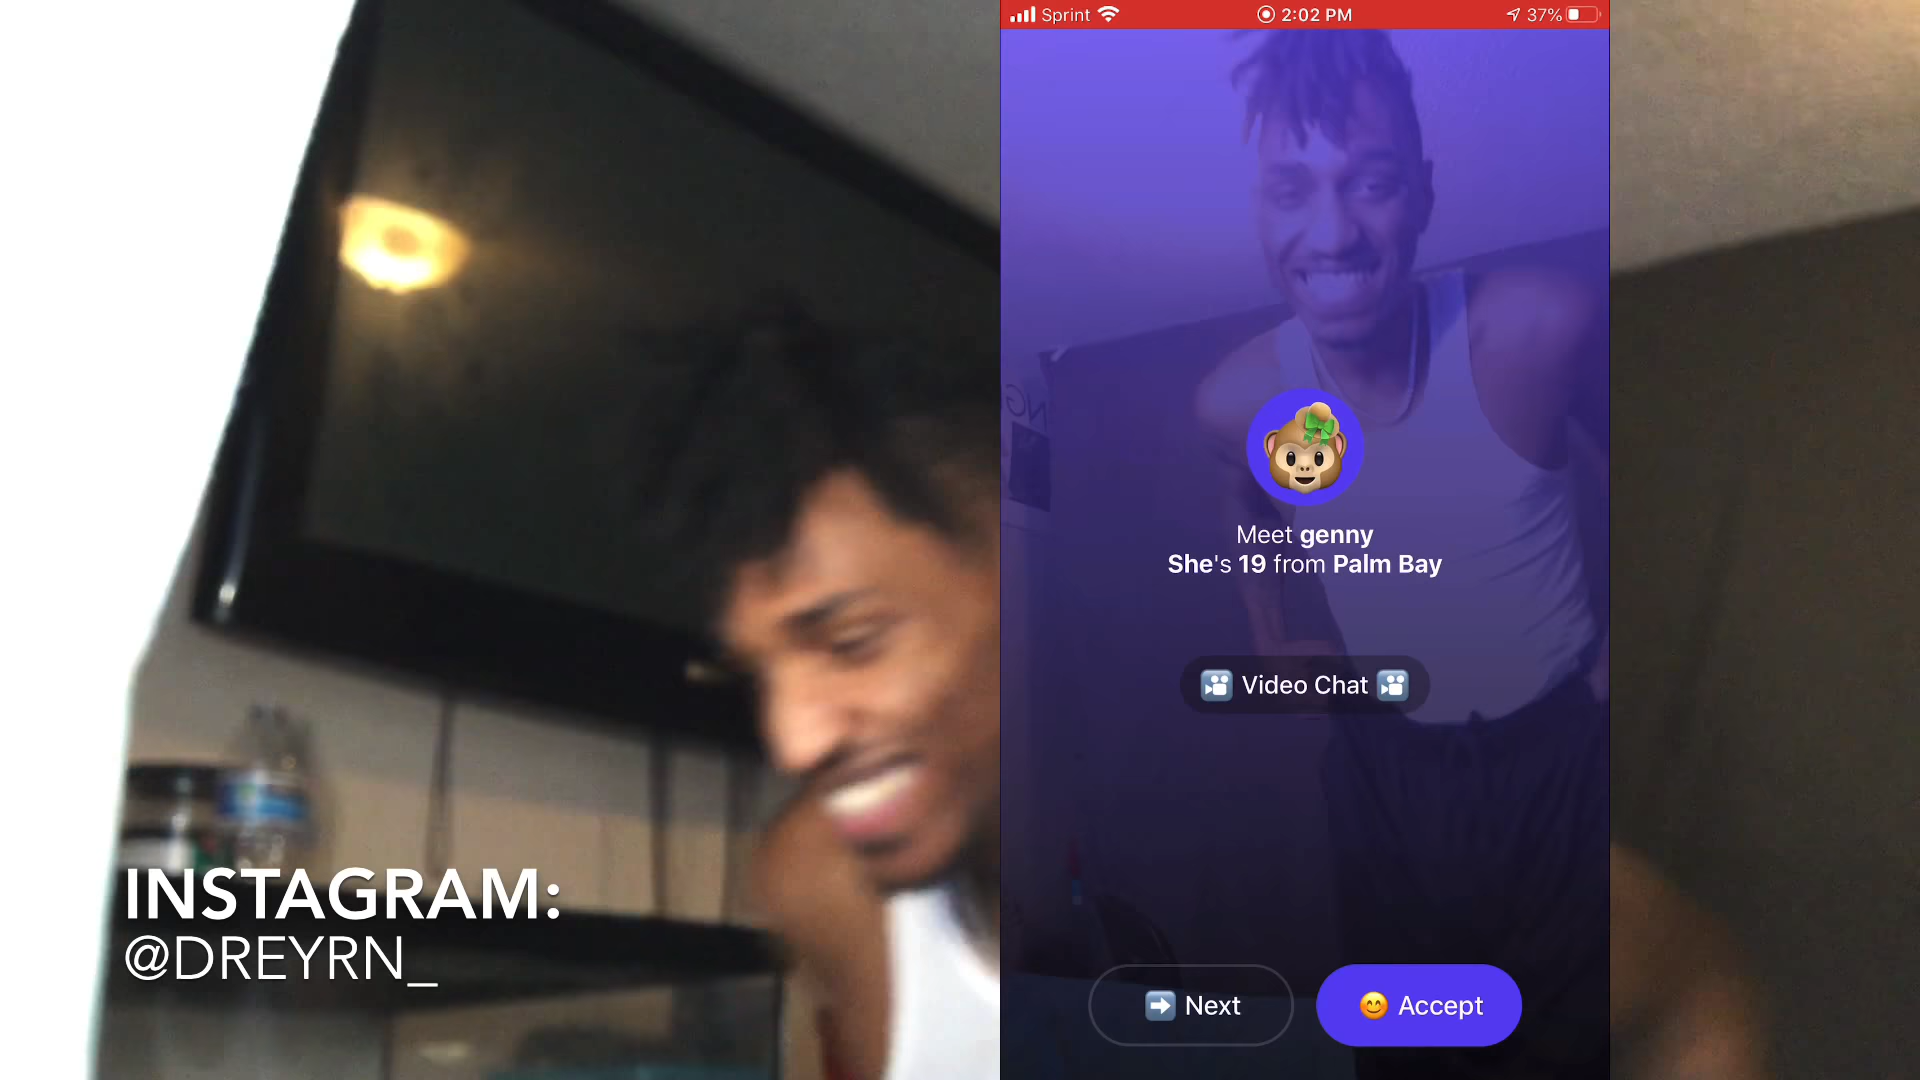 Sprint 2:02 PM 37%
Meet genny
She's 19 from Palm Bay
Video Chat
Next
Accept
INSTAGRAM:
@DREYRN_